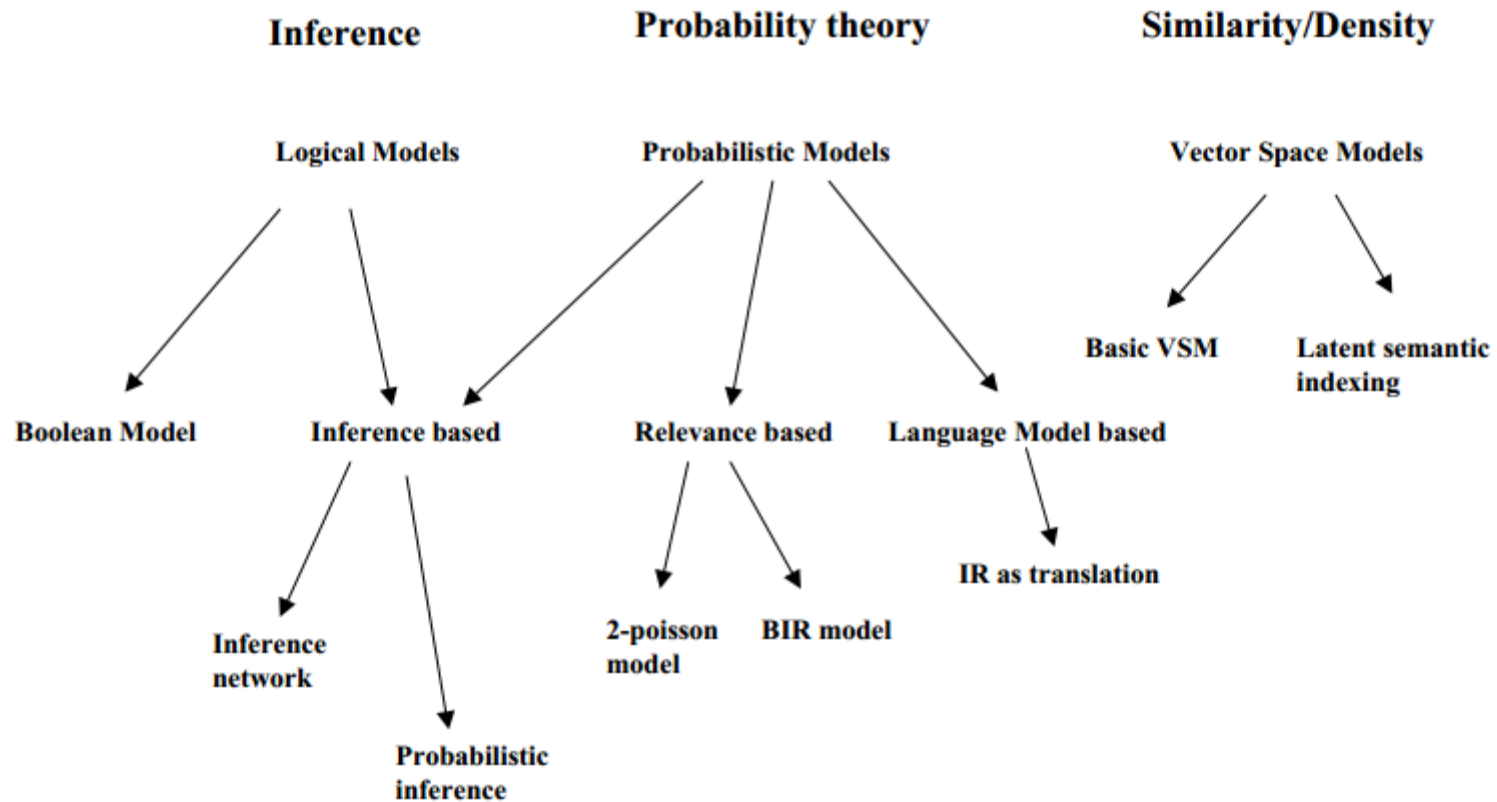 Inference
Probability theory
Similarity/Density
Logical Models
Probabilistic Models
Vector Space Models
Basic VSM
Latent semantic
indexing
Boolean Model
Inference based
Relevance based
Language Model based
IR as translation
Inference
network
2-poisson
model
BIR model
Probabilistic
inference